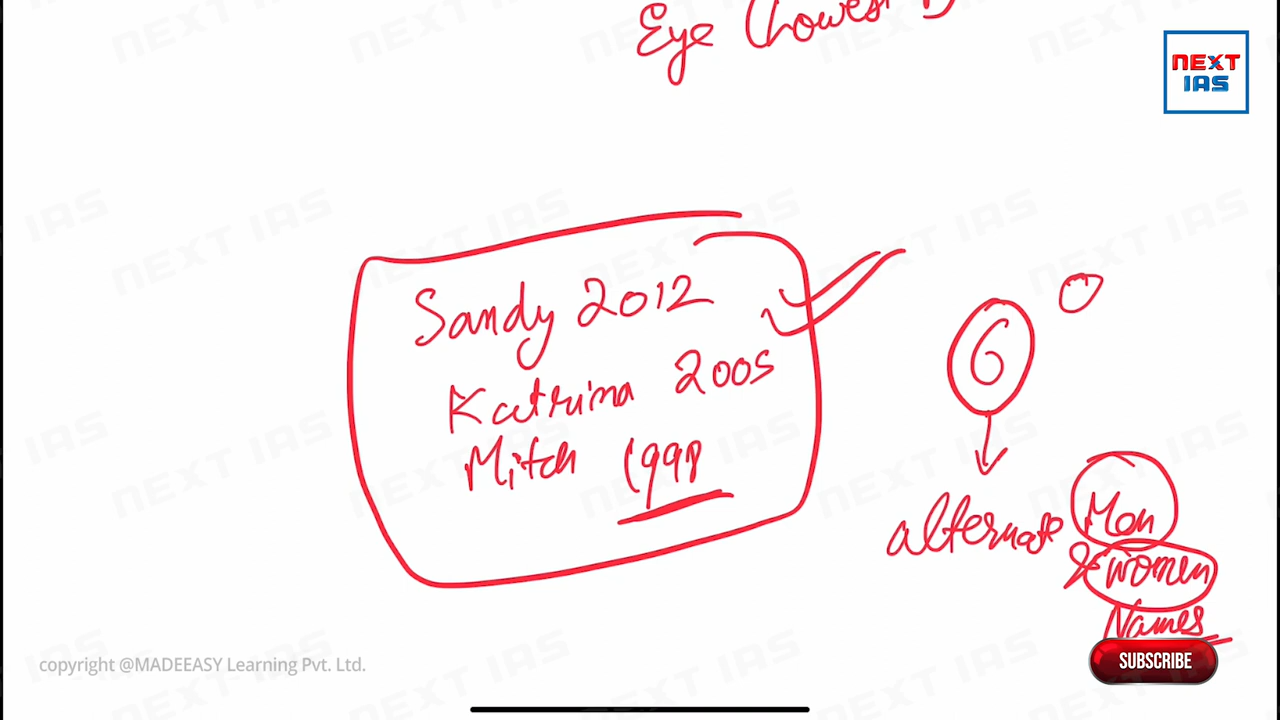 Eye (Lowest
NEXT
IAS
Sandy 2012
Katrina 2005
Mitch 1998
6
alternate Men
& women
Names
copyright @MADEEASY Learning Pvt. Ltd.
SUBSCRIBE